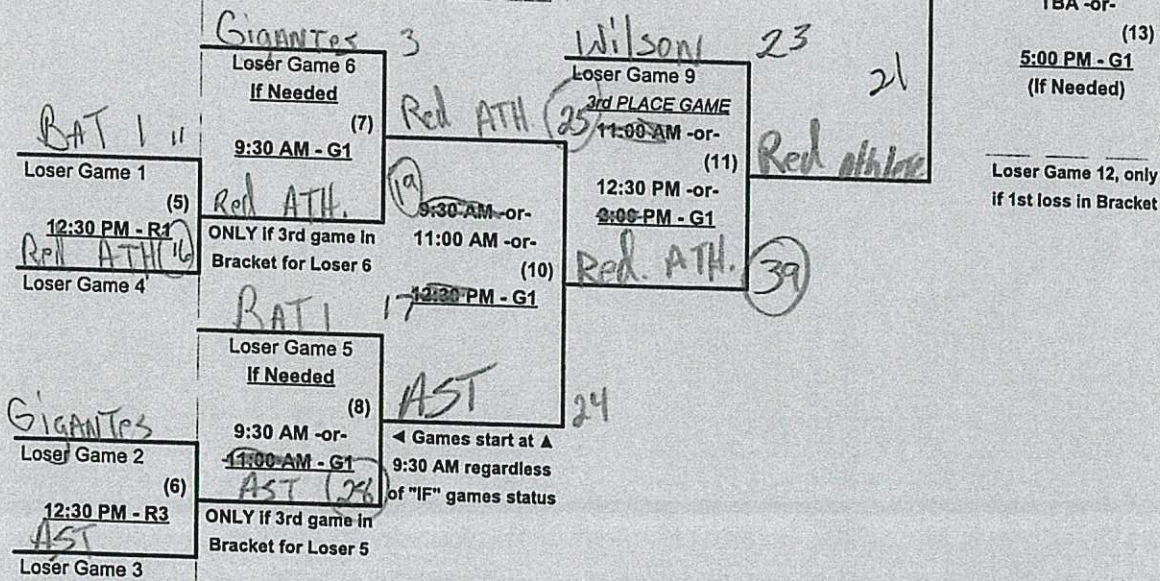 TBA -or-
(13)
5:00 PM - G1
(If Needed)
Loser Game 12, only
if 1st loss in Bracket
Gigantes 3
Loser Game 6
If Needed
(7)
9:30 AM - G1
Red ATH. (19)
ONLY if 3rd game in
Bracket for Loser 6
BAT 1 11
Loser Game 1
(5)
12:30 PM - R1
Red ATH (16)
Loser Game 4
BAT 1 17
Loser Game 5
If Needed
(8)
9:30 AM -or-
11:00 AM - G1
AST (28)
ONLY if 3rd game in
Bracket for Loser 5
Gigantes
Loser Game 2
(6)
12:30 PM - R3
AST
Loser Game 3
Red ATH. (25)
9:30 AM -or-
11:00 AM -or-
(10)
12:30 PM - G1
AST 24
◄ Games start at ▲
9:30 AM regardless
of "IF" games status
Wilson 23
Loser Game 9
3rd PLACE GAME
11:00 AM -or-
(11)
12:30 PM -or-
2:00 PM - G1
Red. ATH. (39)
21
Red athletic